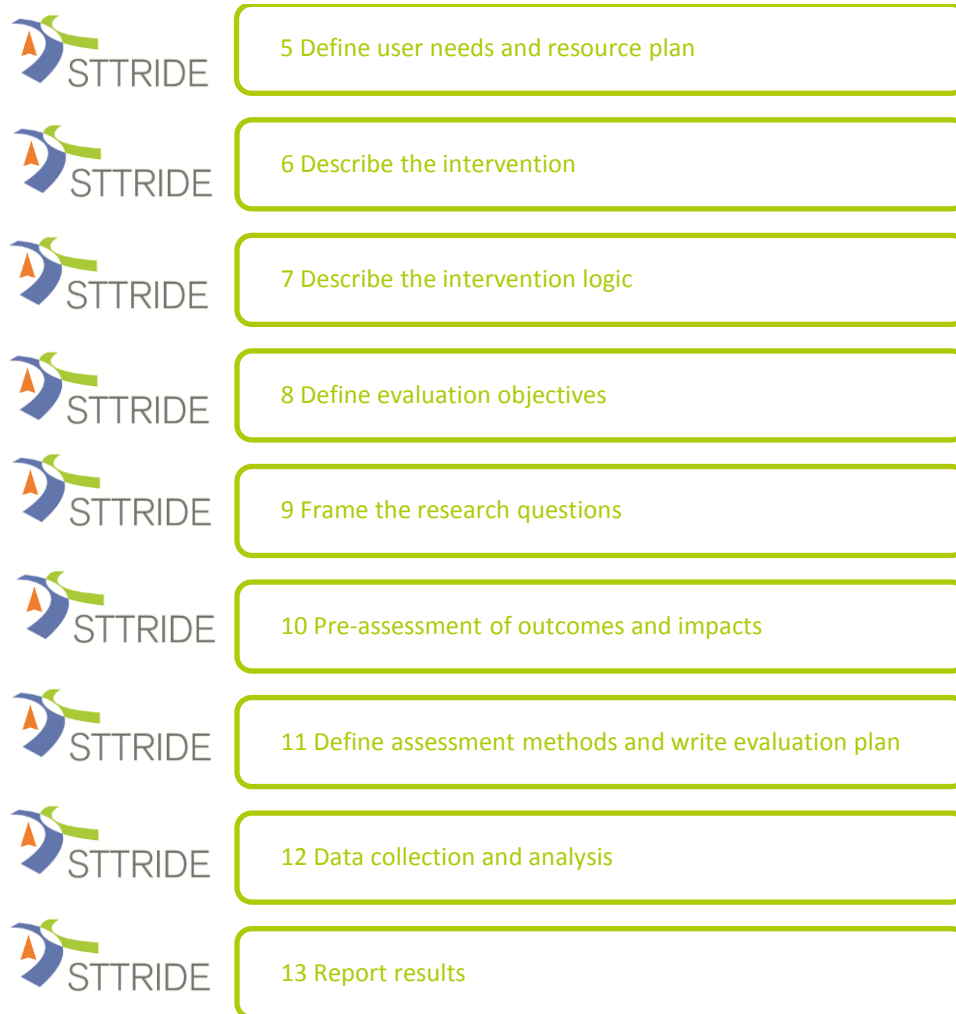 STTRIDE
5 Define user needs and resource plan
STTRIDE
6 Describe the intervention
STTRIDE
7 Describe the intervention logic
STTRIDE
8 Define evaluation objectives
STTRIDE
9 Frame the research questions
STTRIDE
10 Pre-assessment of outcomes and impacts
STTRIDE
11 Define assessment methods and write evaluation plan
STTRIDE
12 Data collection and analysis
STTRIDE
13 Report results